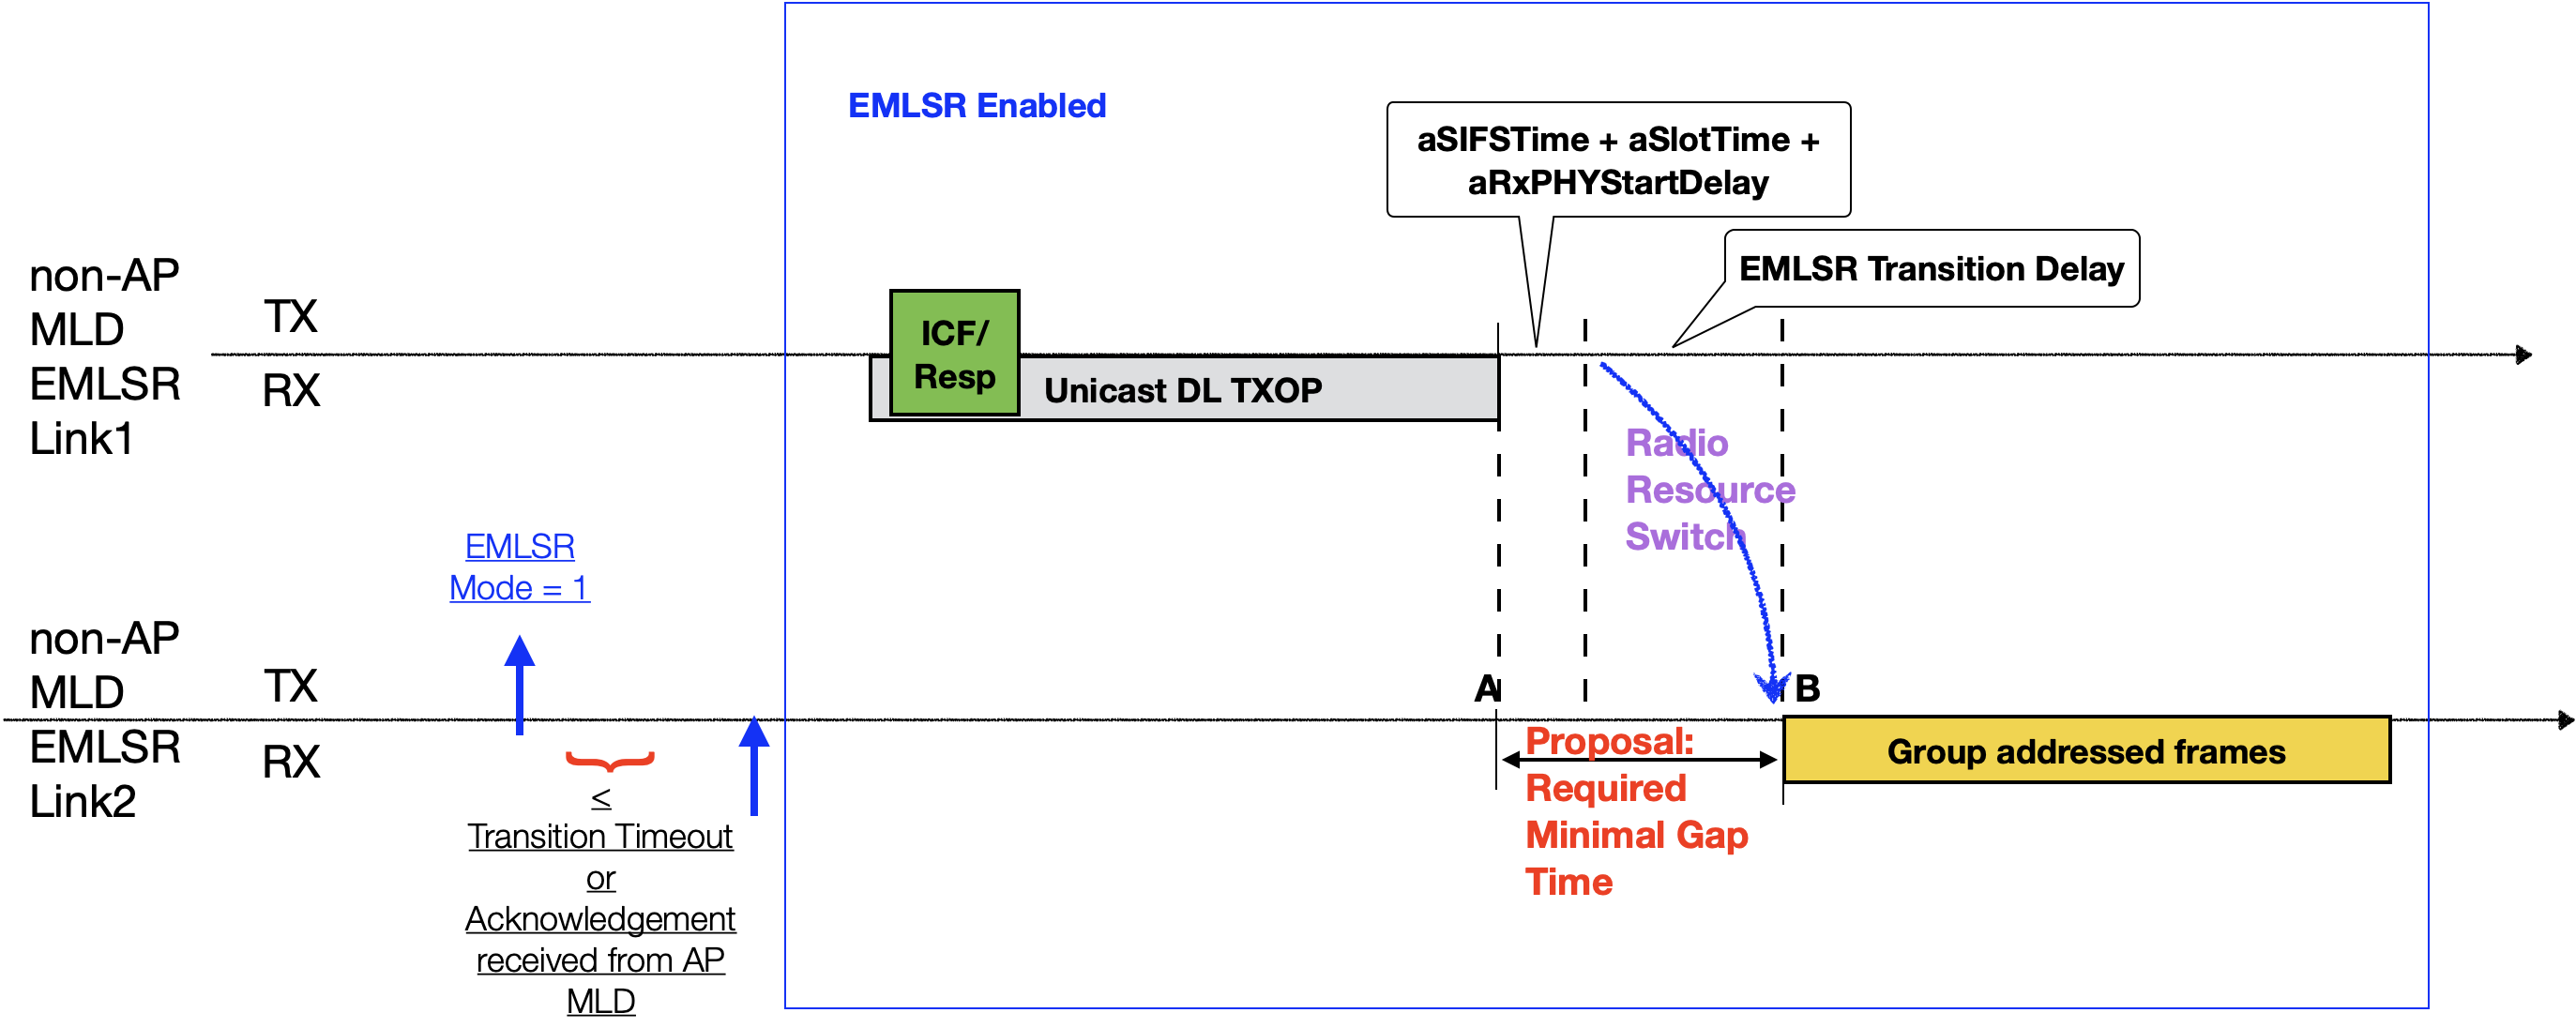 EMLSR Enabled
aSIFSTime + aSlotTime +
aRxPHYStartDelay
EMLSR Transition Delay
non-AP
MLD
EMLSR
Link1
TX
RX
ICF/
Resp
Unicast DL TXOP
Radio
Resource
Switch
EMLSR
Mode = 1
non-AP
MLD
EMLSR
Link2
TX
RX
A
B
≤
Transition Timeout
or
Acknowledgement
received from AP
MLD
Proposal:
Required
Minimal Gap
Time
Group addressed frames